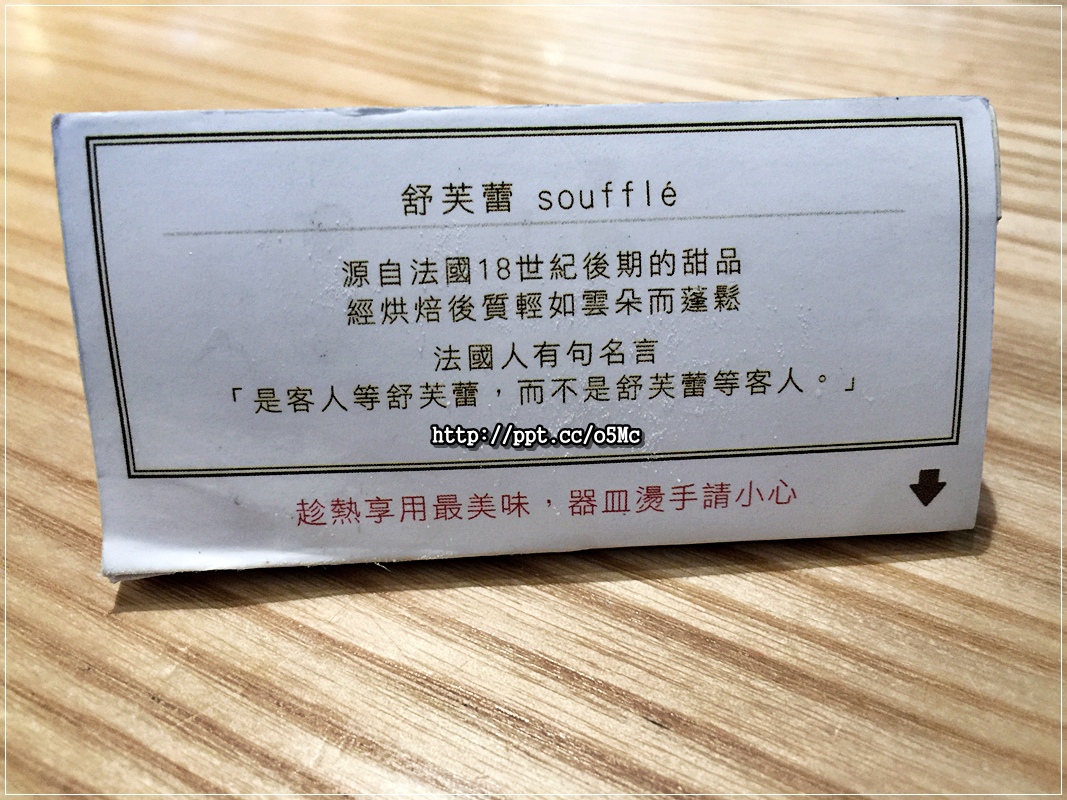 舒芙蕾 soufflé
源自法國18世紀後期的甜品
經烘焙後質輕如雲朵而蓬鬆
法國人有句名言
「是客人等舒芙蕾，而不是舒芙蕾等客人。」
http://ppt.cc/o5Mc
趁熱享用最美味，器皿燙手請小心